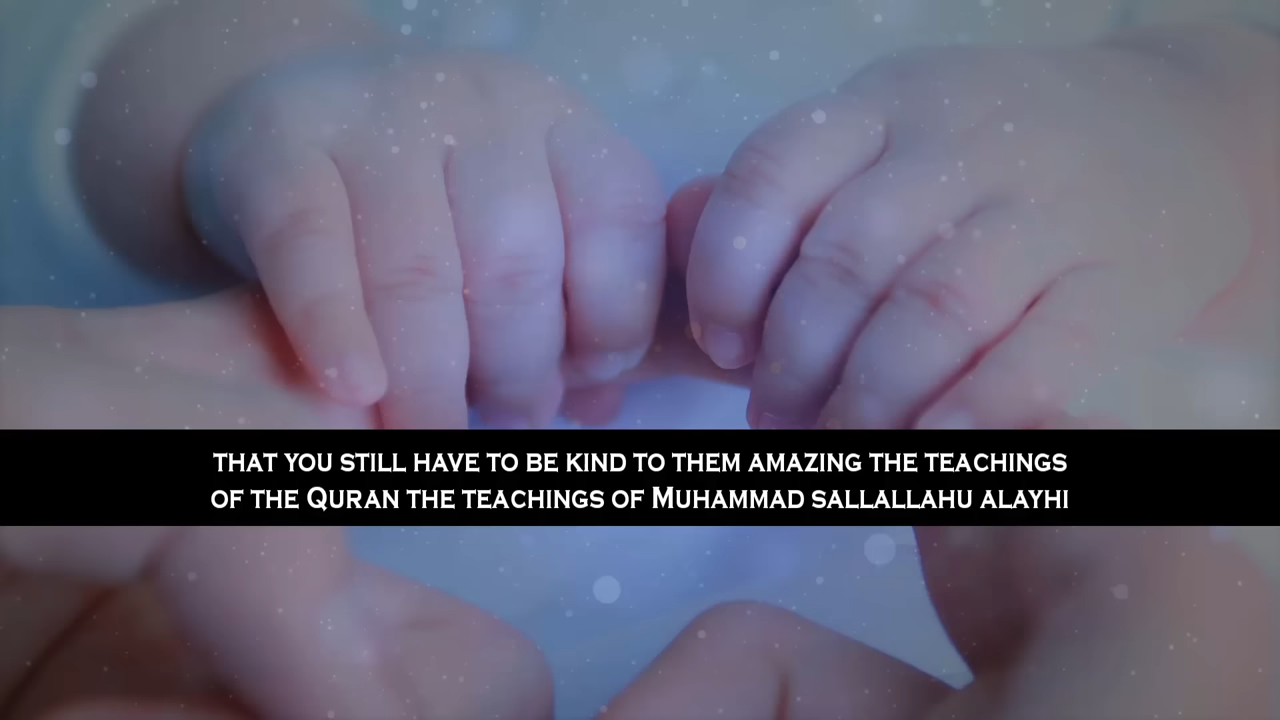 THAT YOU STILL HAVE TO BE KIND TO THEM AMAZING THE TEACHINGS
OF THE QURAN THE TEACHINGS OF MUHAMMAD SALLALLAHU ALAYHI